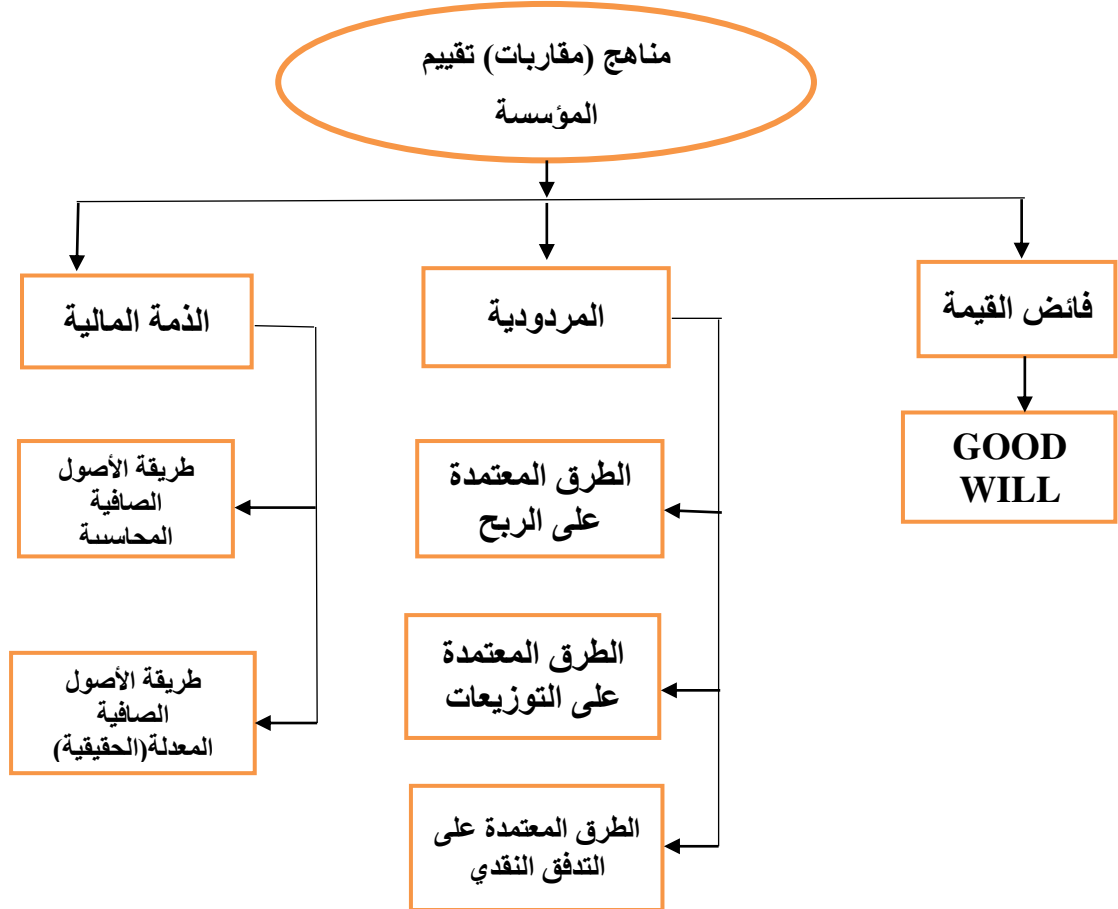 مناهج (مقاربات) تقييم
المؤسسة
فائض القيمة
المردودية
الذمة المالية
GOOD
WILL
الطرق المعتمدة
على الربح
طريقة الأصول
الصافية
المحاسبية
الطرق المعتمدة
على التوزيعات
طريقة الأصول
الصافية
المعدلة(الحقيقية)
الطرق المعتمدة على
التدفق النقدي